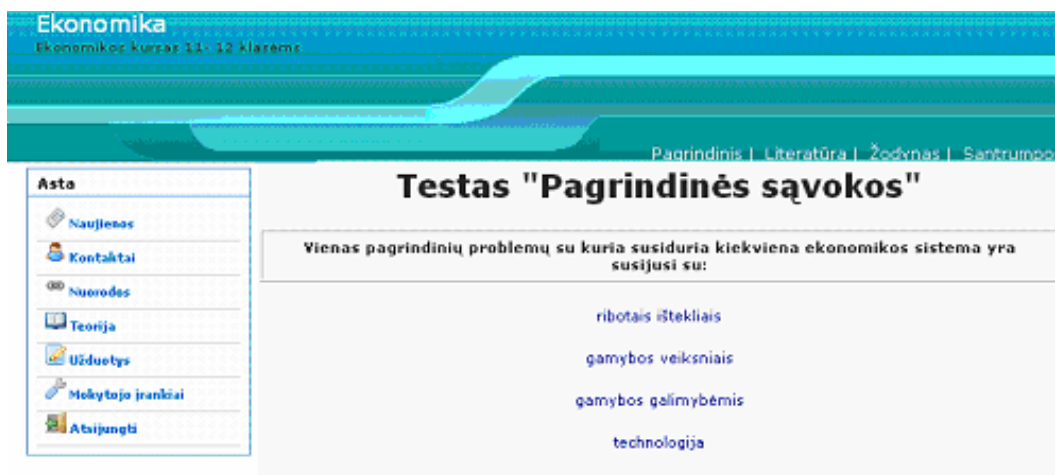 Ekonomika
Ekonomikos kursas 11- 12 klasėms
Pagrindinis | Literatūra | Žodynas | Santrumpo
Asta
Naujienos
Kontaktai
Nuorodos
Teorija
Užduotys
Mokytojo įrankiai
Atsijungti
Testas "Pagrindinės sąvokos"
Vienas pagrindinių problemų su kuria susiduria kiekviena ekonomikos sistema yra
susijusi su:
ribotais ištekliais
gamybos veiksniais
gamybos galimybėmis
technologija